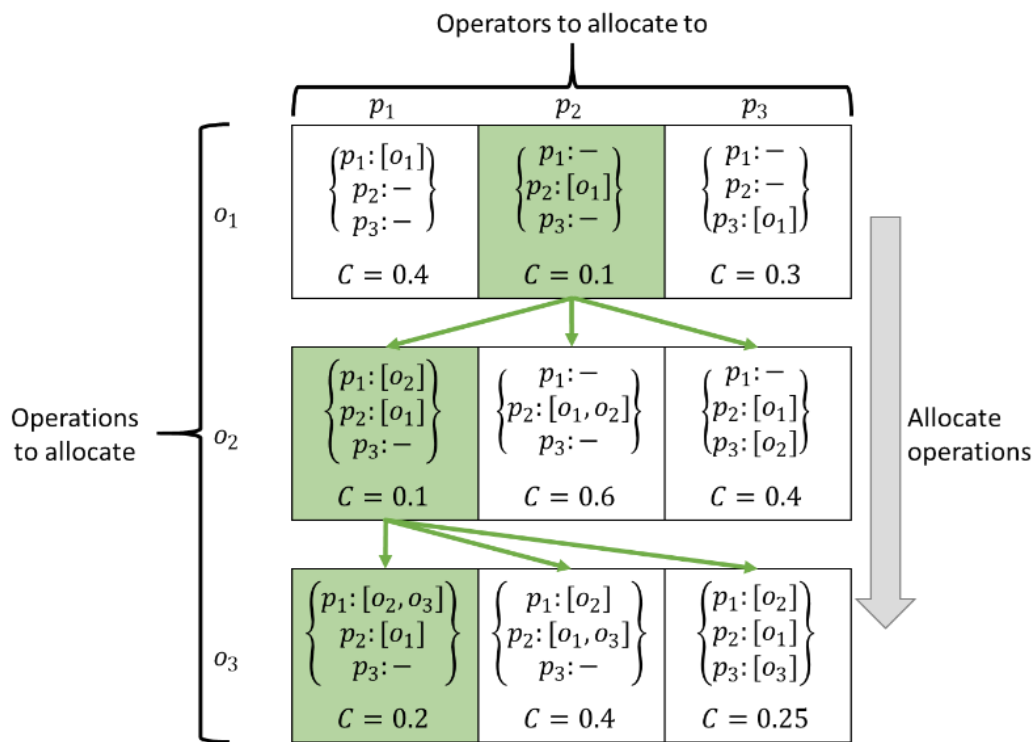 Operators to allocate to
p₁ p₂ p₃
o₁
{p₁: [o₁]
p₂: −
p₃: −}
C = 0.4
{p₁: −
p₂: [o₁]
p₃: −}
C = 0.1
{p₁: −
p₂: −
p₃: [o₁]}
C = 0.3
Operations
to allocate
o₂
{p₁: [o₂]
p₂: [o₁]
p₃: −}
C = 0.1
{p₁: −
p₂: [o₁, o₂]
p₃: −}
C = 0.6
{p₁: −
p₂: [o₁]
p₃: [o₂]}
C = 0.4
Allocate
operations
o₃
{p₁: [o₂, o₃]
p₂: [o₁]
p₃: −}
C = 0.2
{p₁: [o₂]
p₂: [o₁, o₃]
p₃: −}
C = 0.4
{p₁: [o₂]
p₂: [o₁]
p₃: [o₃]}
C = 0.25